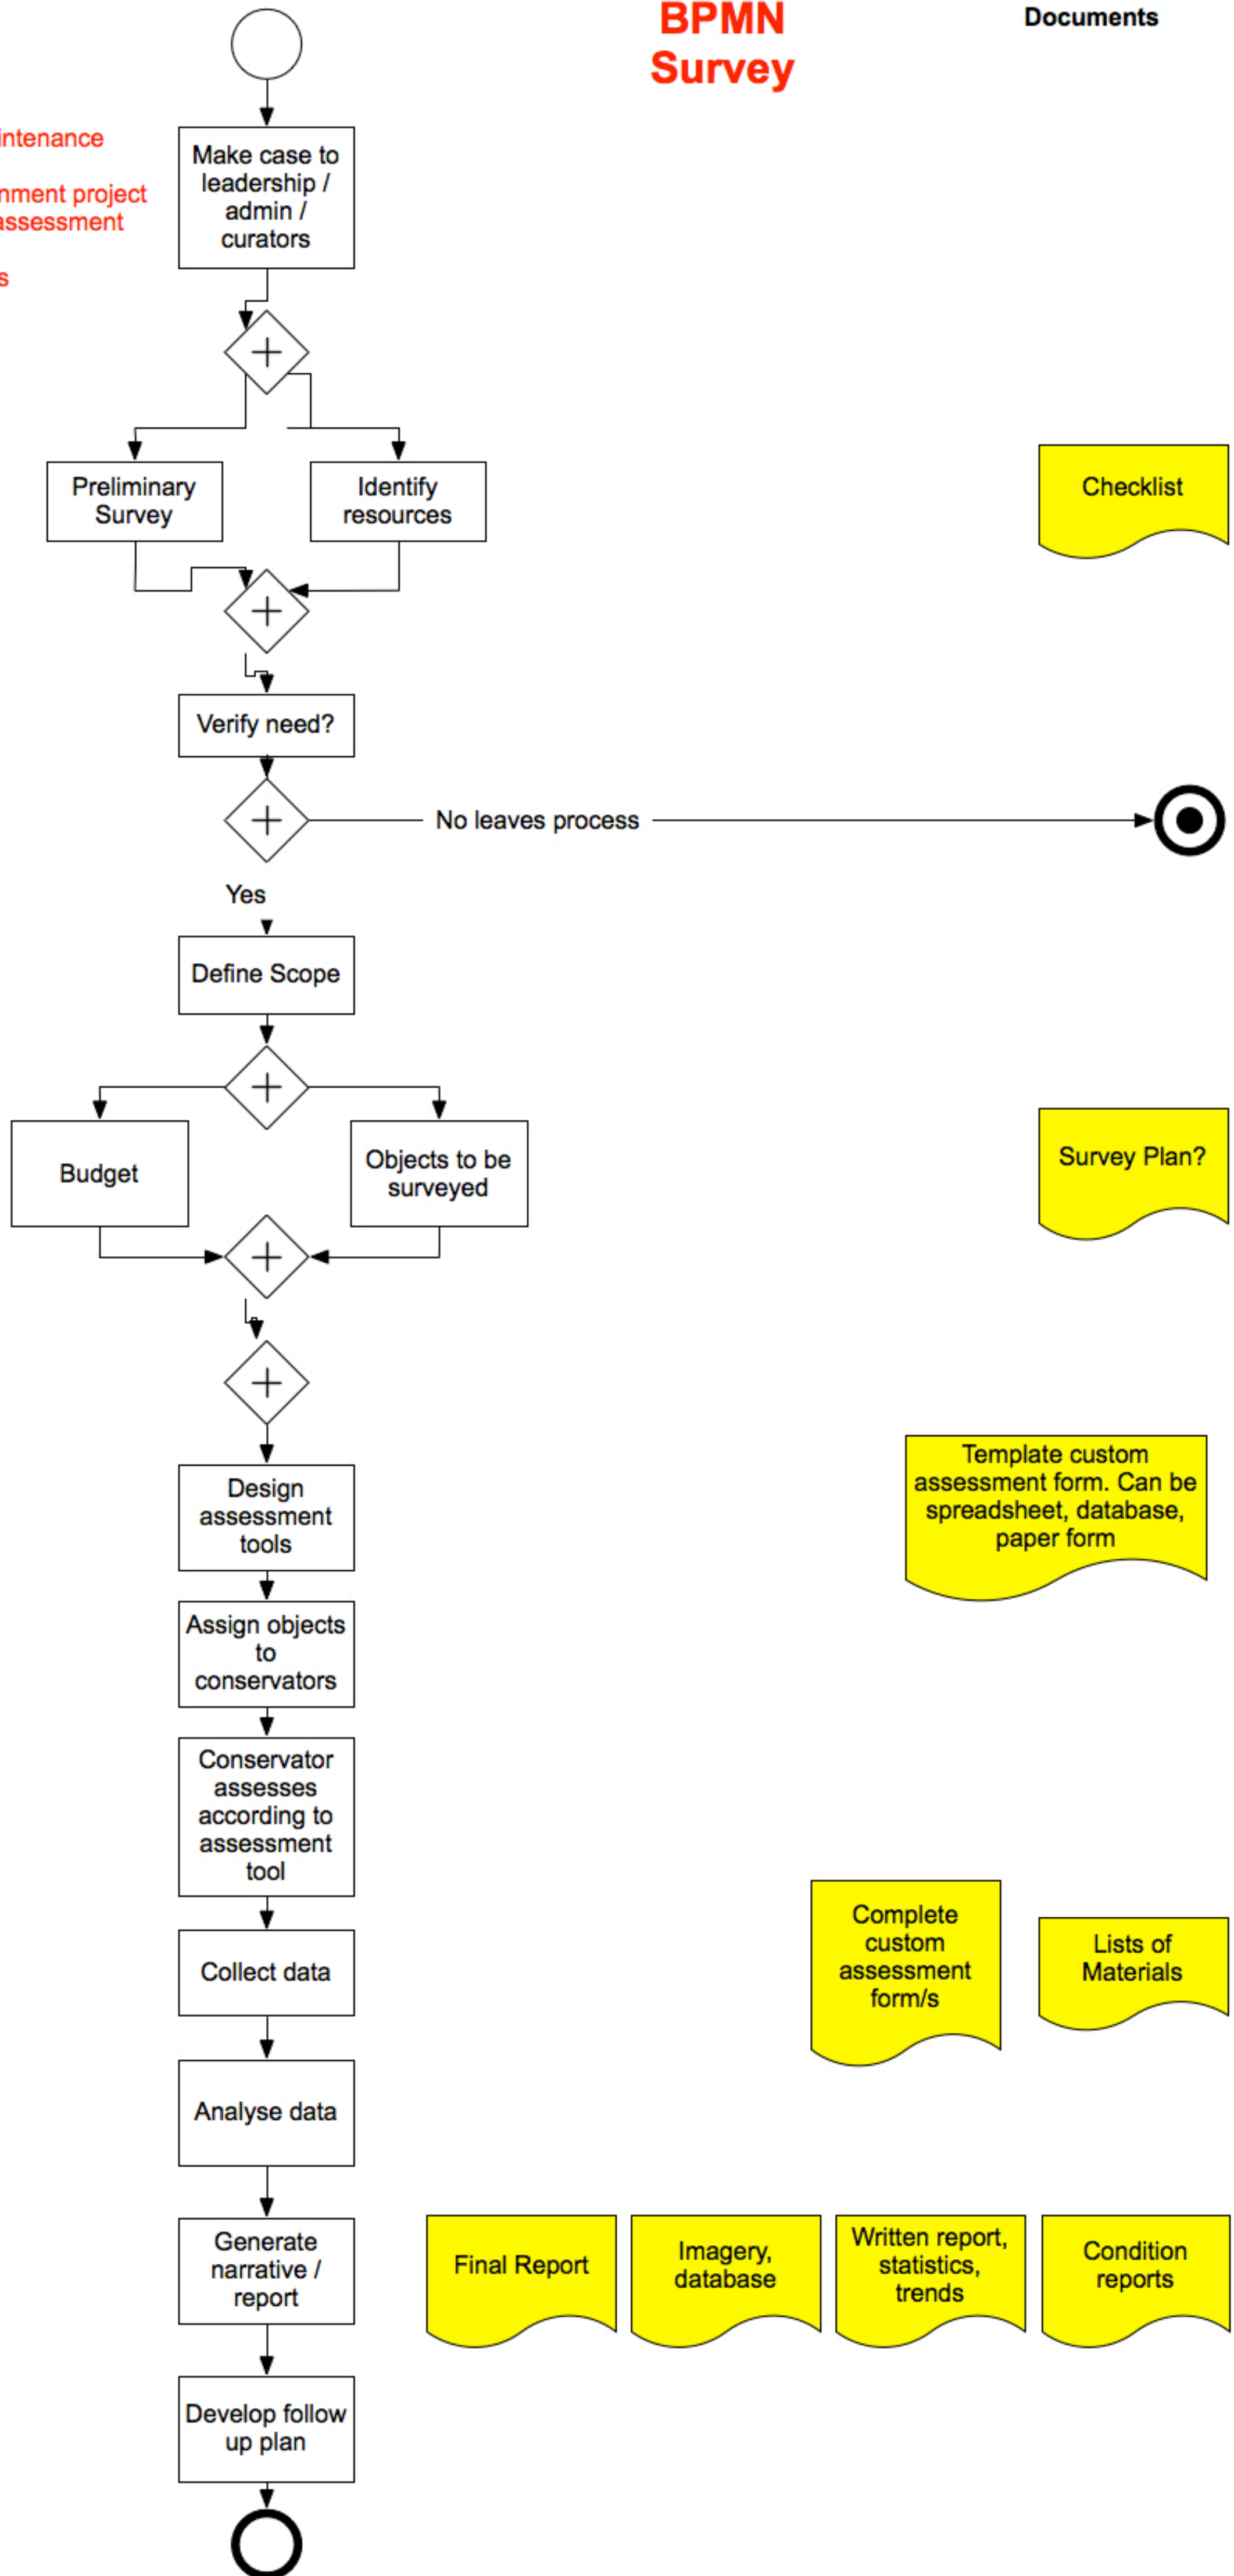 BPMN
Survey
Documents
intenance
nment project
assessment
s
Make case to
leadership /
admin /
curators
Preliminary
Survey
Identify
resources
Checklist
Verify need?
No leaves process
Yes
Define Scope
Budget
Objects to be
surveyed
Survey Plan?
Design
assessment
tools
Template custom
assessment form. Can be
spreadsheet, database,
paper form
Assign objects
to
conservators
Conservator
assesses
according to
assessment
tool
Collect data
Complete
custom
assessment
form/s
Lists of
Materials
Analyse data
Generate
narrative /
report
Final Report
Imagery,
database
Written report,
statistics,
trends
Condition
reports
Develop follow
up plan